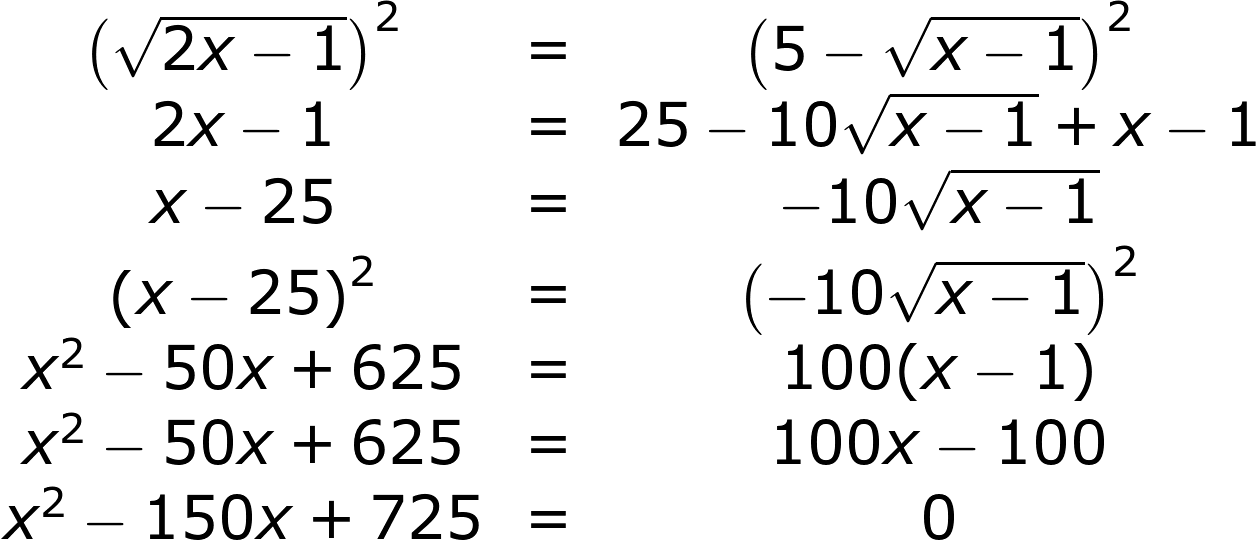 (√(2x − 1))² = (5 − √(x − 1))²
2x − 1 = 25 − 10√(x − 1) + x − 1
x − 25 = −10√(x − 1)
(x − 25)² = (−10√(x − 1))²
x² − 50x + 625 = 100(x − 1)
x² − 50x + 625 = 100x − 100
x² − 150x + 725 = 0